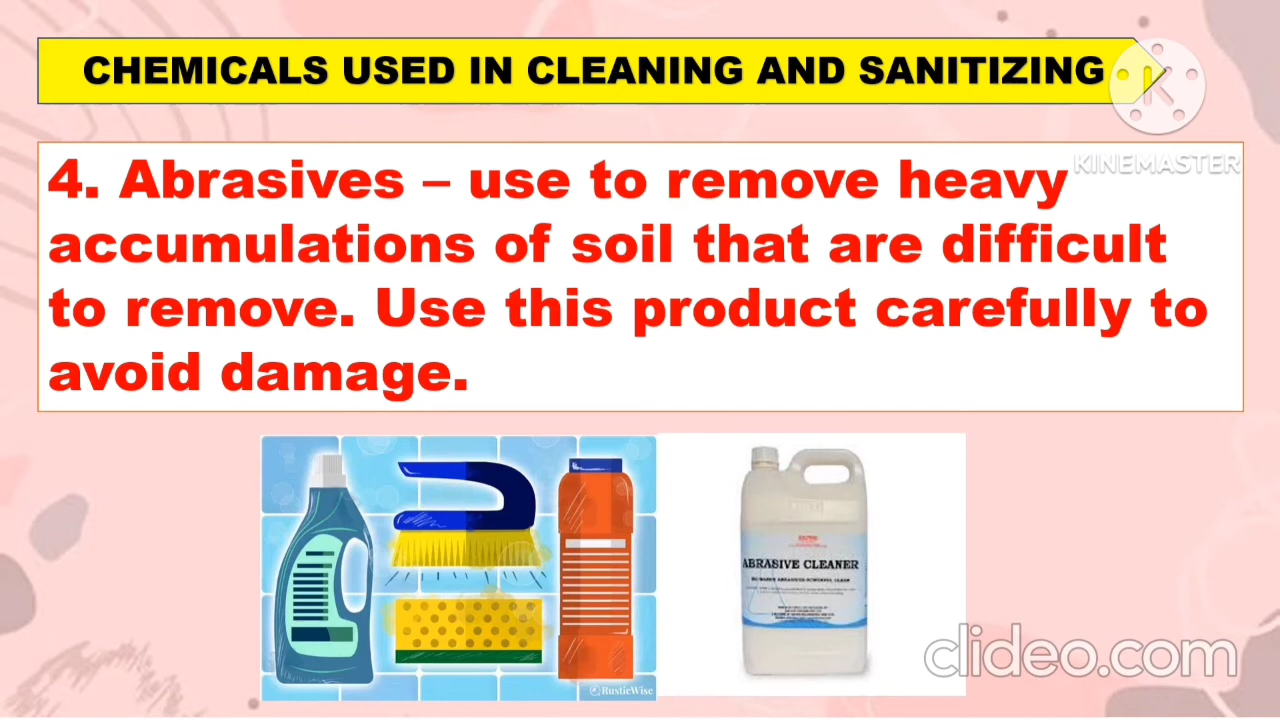 CHEMICALS USED IN CLEANING AND SANITIZING
K
KINEMASTER
4. Abrasives – use to remove heavy
accumulations of soil that are difficult
to remove. Use this product carefully to
avoid damage.
ABRASIVE CLEANER
RusticWise
clideo.com